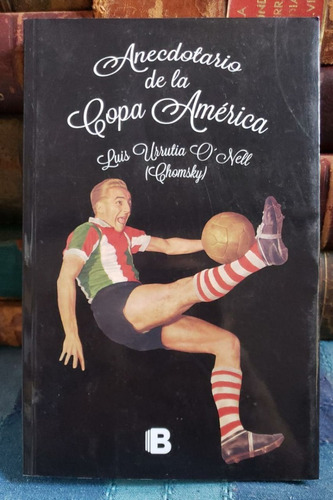 Anecdotario
de la
Copa América
Luis Urrutia O'Nell
(Chomsky)
B